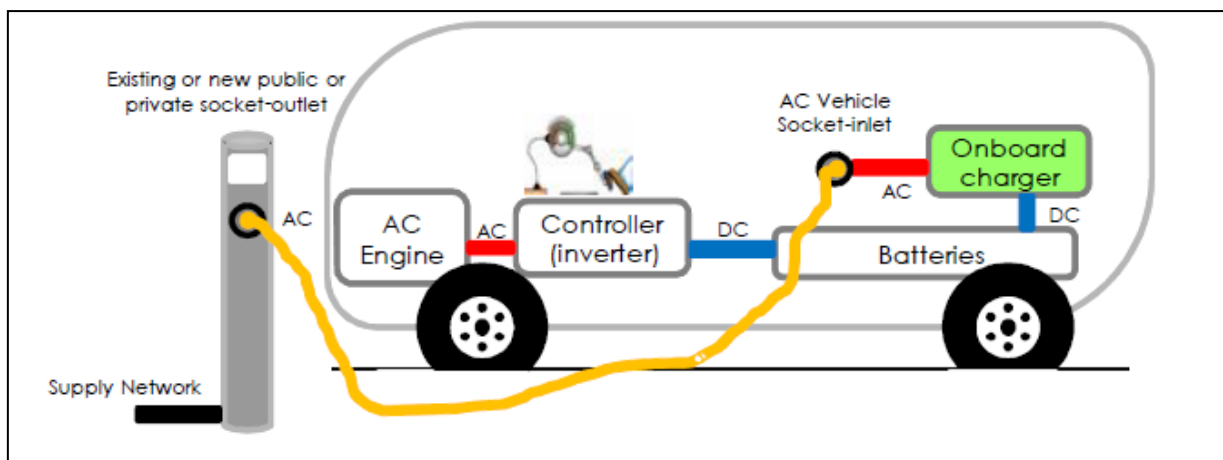 Existing or new public or
private socket-outlet
AC
Supply Network
AC
Engine
AC
Controller
(inverter)
DC
AC Vehicle
Socket-inlet
AC
Onboard
charger
DC
Batteries